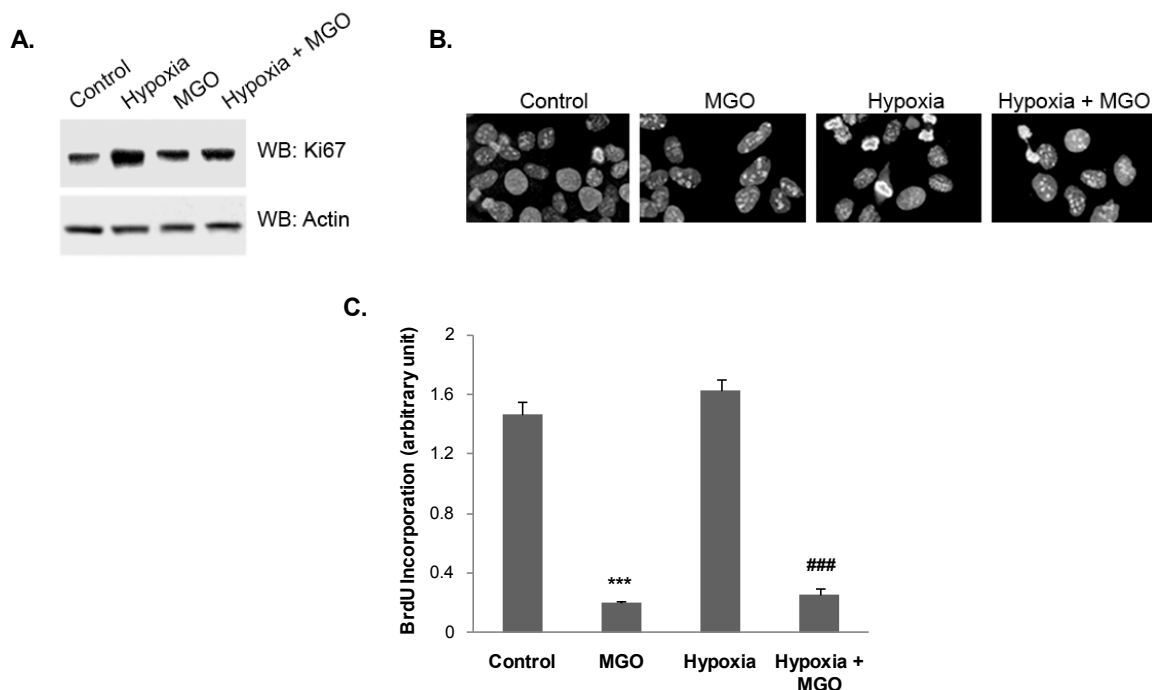 A.
Control
Hypoxia
MGO
Hypoxia + MGO
WB: Ki67
WB: Actin
B.
Control
MGO
Hypoxia
Hypoxia + MGO
C.
BrdU Incorporation (arbitrary unit)
2
1.6
1.2
0.8
0.4
0
***
###
Control
MGO
Hypoxia
Hypoxia +
MGO